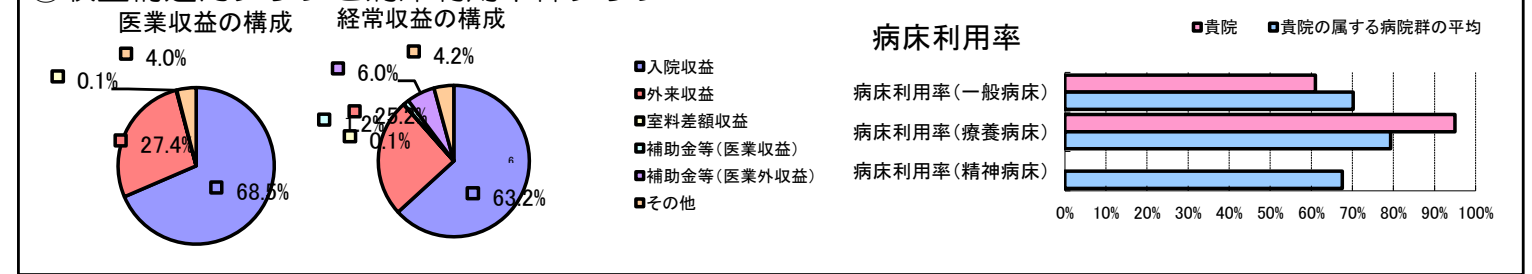 医業収益の構成
4.0%
0.1%
27.4%
68.5%
経常収益の構成
4.2%
6.0%
25.2%
1.2%
0.1%
6
63.2%
入院収益
外来収益
室料差額収益
補助金等(医業収益)
補助金等(医業外収益)
その他
病床利用率
貴院 貴院の属する病院群の平均
病床利用率(一般病床)
病床利用率(療養病床)
病床利用率(精神病床)
0% 10% 20% 30% 40% 50% 60% 70% 80% 90% 100%